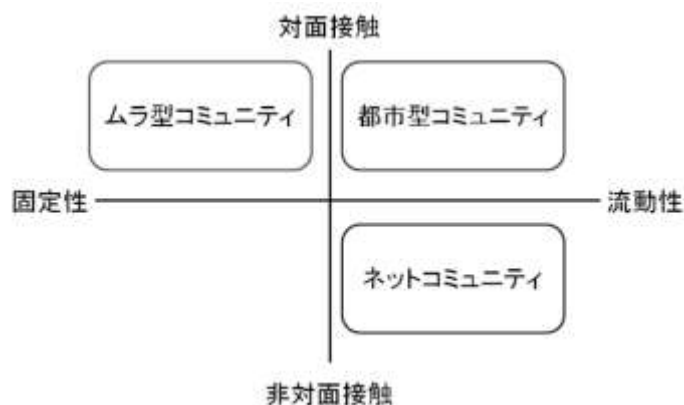 対面接触
ムラ型コミュニティ
都市型コミュニティ
固定性
流動性
ネットコミュニティ
非対面接触